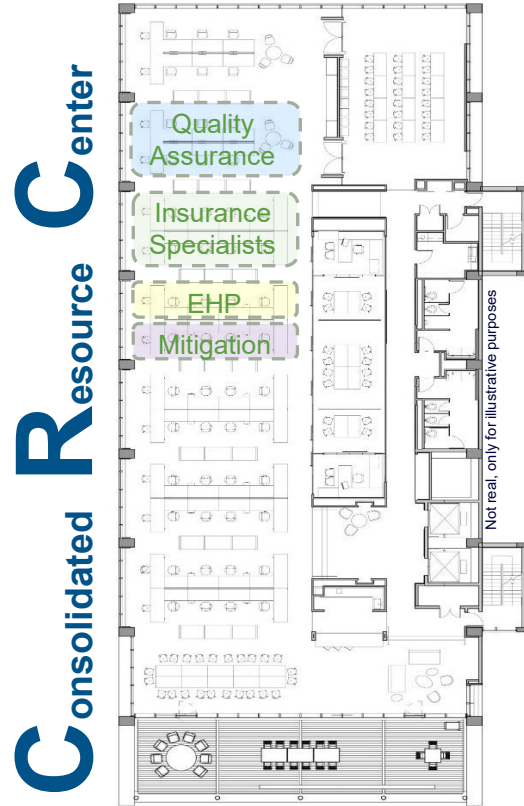 Consolidated Resource Center
Quality
Assurance
Insurance
Specialists
EHP
Mitigation
Not real, only for illustrative purposes